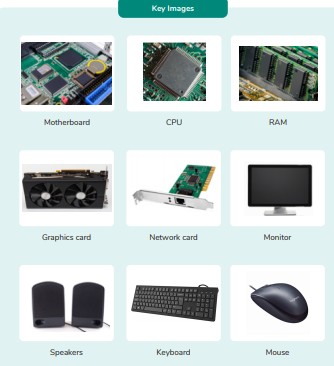 Key Images
Motherboard
CPU
RAM
Graphics card
Network card
Monitor
Speakers
Keyboard
Mouse